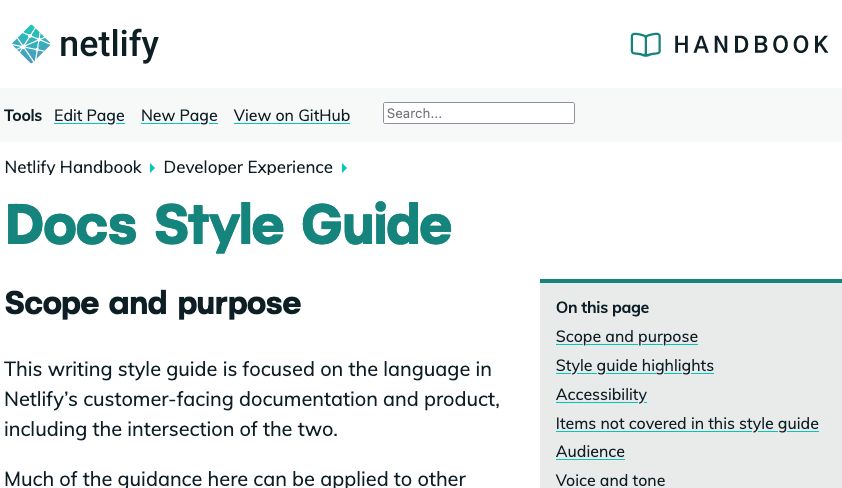 netlify
HANDBOOK
Tools Edit Page New Page View on GitHub Search...
Netlify Handbook Developer Experience
Docs Style Guide
Scope and purpose
This writing style guide is focused on the language in
Netlify’s customer-facing documentation and product,
including the intersection of the two.
Much of the guidance here can be applied to other
On this page
Scope and purpose
Style guide highlights
Accessibility
Items not covered in this style guide
Audience
Voice and tone